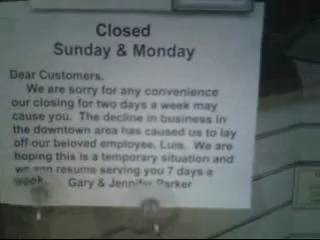 Closed
Sunday & Monday
Dear Customers,
We are sorry for any convenience
our closing for two days a week may
cause you. The decline in business in
the downtown area has caused us to lay
off our beloved employee, Luis. We are
hoping this is a temporary situation and
we can resume serving you 7 days a
week. Gary & Jennifer Parker